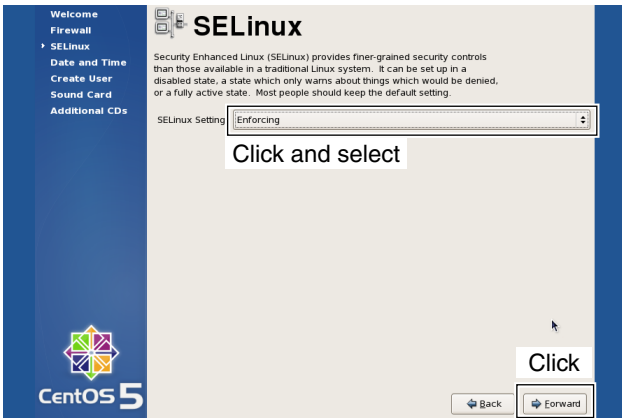 Welcome
Firewall
SELinux
Date and Time
Create User
Sound Card
Additional CDs
SELinux
Security Enhanced Linux (SELinux) provides finer-grained security controls
than those available in a traditional Linux system. It can be set up in a
disabled state, a state which only warns about things which would be denied,
or a fully active state. Most people should keep the default setting.
SELinux Setting Enforcing
Click and select
Click
Back Forward
CentOS 5